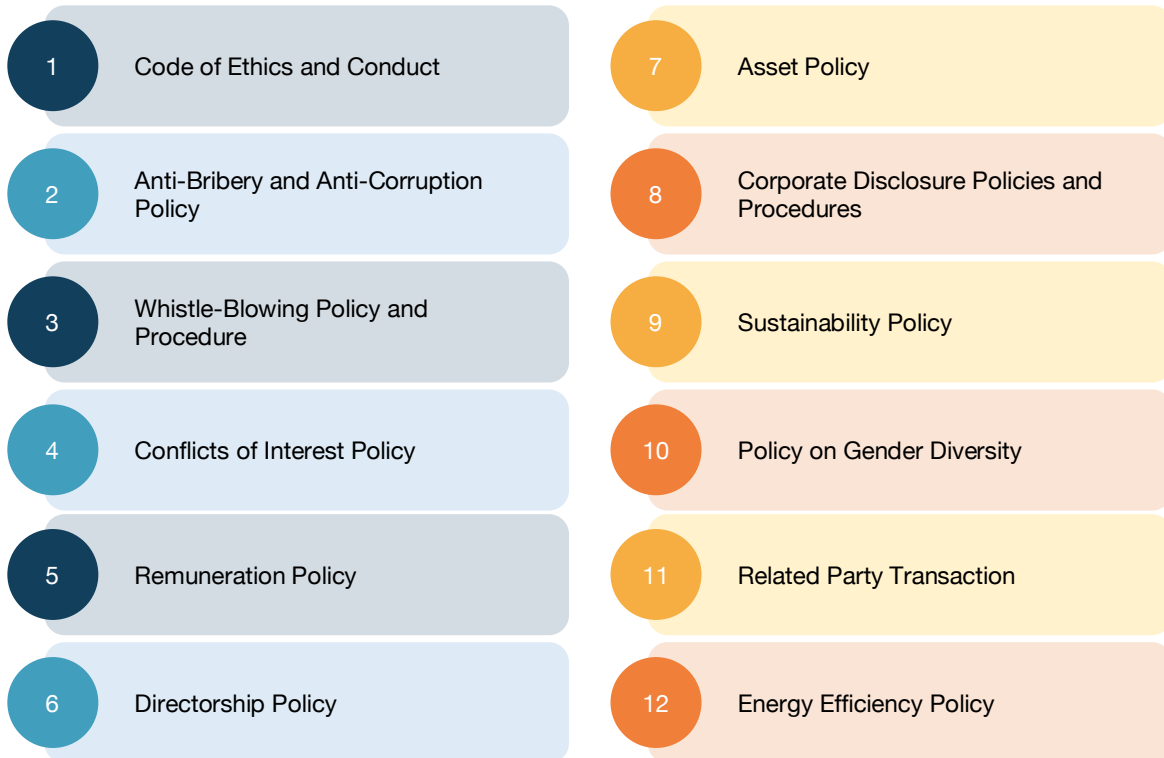 1
Code of Ethics and Conduct
2
Anti-Bribery and Anti-Corruption
Policy
3
Whistle-Blowing Policy and
Procedure
4
Conflicts of Interest Policy
5
Remuneration Policy
6
Directorship Policy
7
Asset Policy
8
Corporate Disclosure Policies and
Procedures
9
Sustainability Policy
10
Policy on Gender Diversity
11
Related Party Transaction
12
Energy Efficiency Policy